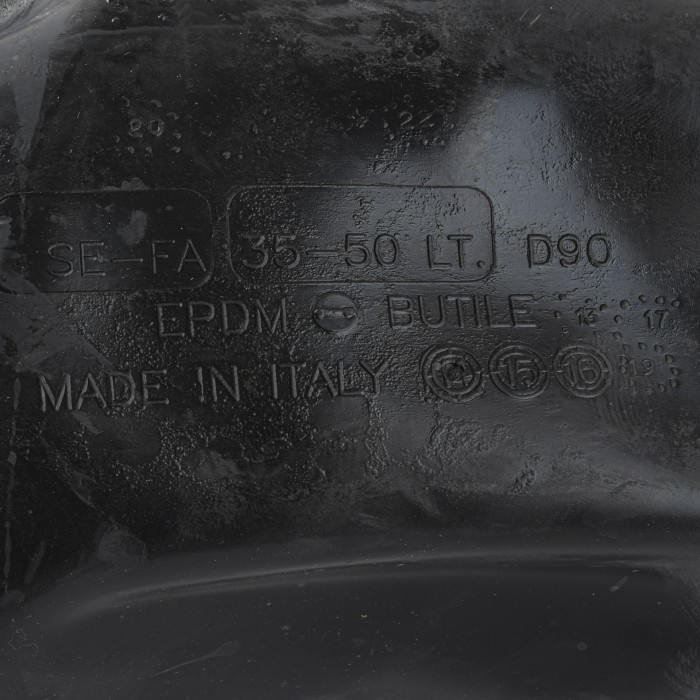 20 22
SE-FA 35-50 LT. D90
EPDM BUTILE 13 17
MADE IN ITALY 14 15 16 19